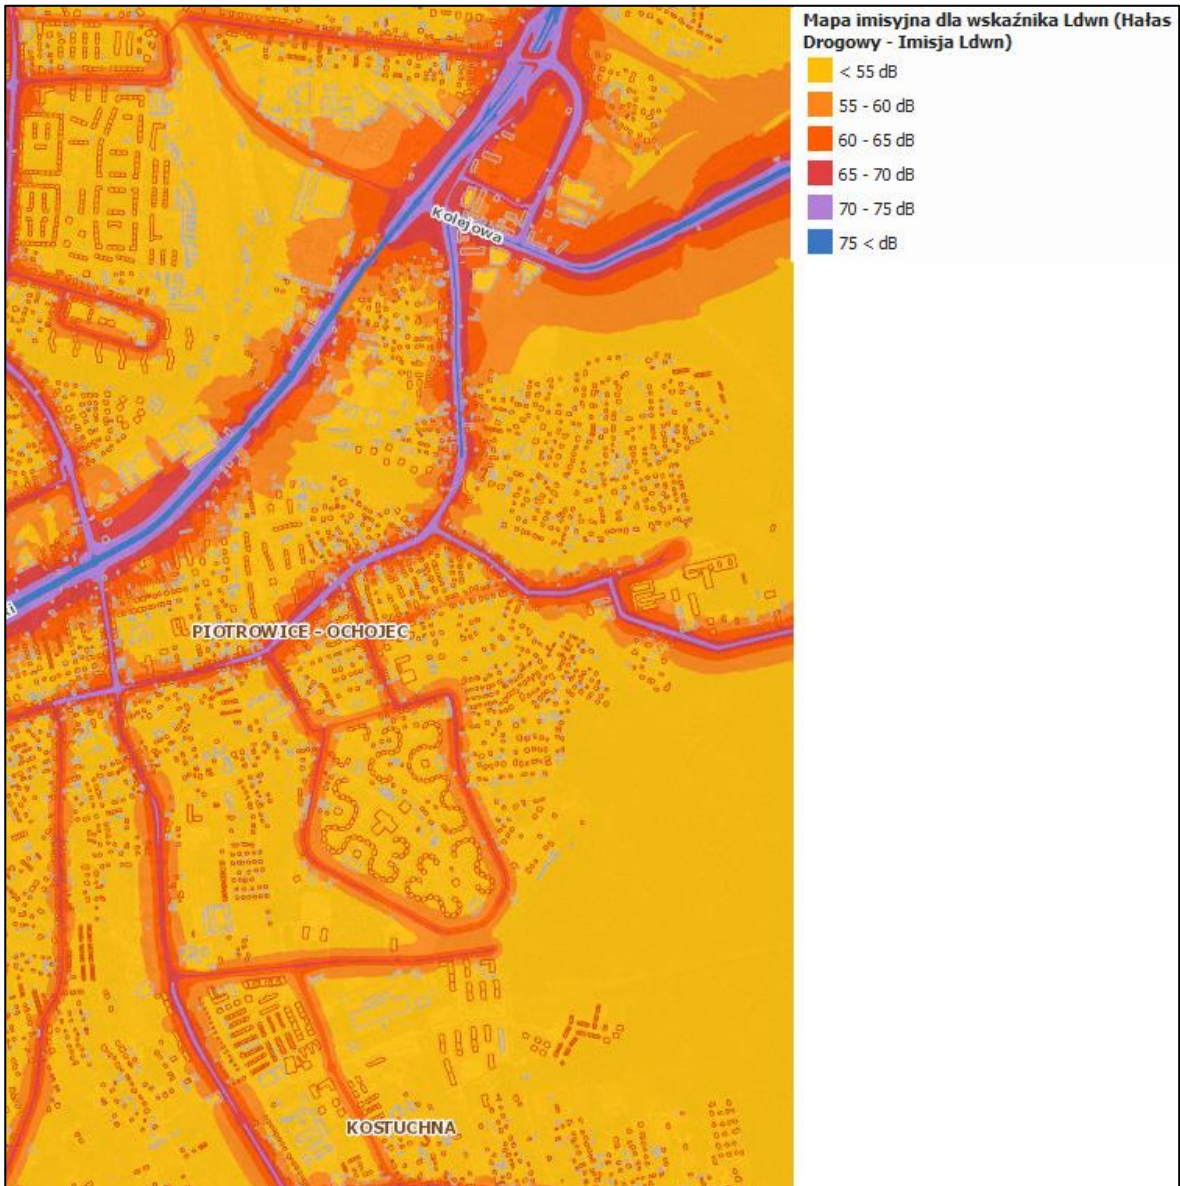 Mapa imisyjna dla wskaźnika Ldwn (Hałas
Drogowy - Imisja Ldwn)
< 55 dB
55 - 60 dB
60 - 65 dB
65 - 70 dB
70 - 75 dB
75 < dB
Kolejowa
ki
PIOTROWICE - OCHOJEC
KOSTUCHNA